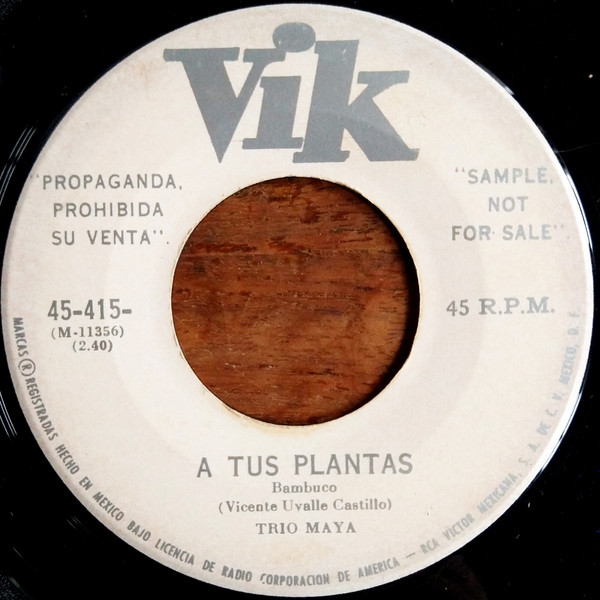 Vik
"PROPAGANDA,
PROHIBIDA
SU VENTA".
"SAMPLE,
NOT
FOR SALE".
45-415-
(M-11356)
(2.40)
45 R.P.M.
A TUS PLANTAS
Bambuco
(Vicente Uvalle Castillo)
TRIO MAYA
MARCAS ® REGISTRADAS HECHO EN MEXICO BAJO LICENCIA DE RADIO CORPORACION DE AMERICA — RCA VICTOR MEXICANA, S. A. DE C. V. MEXICO, D. F.